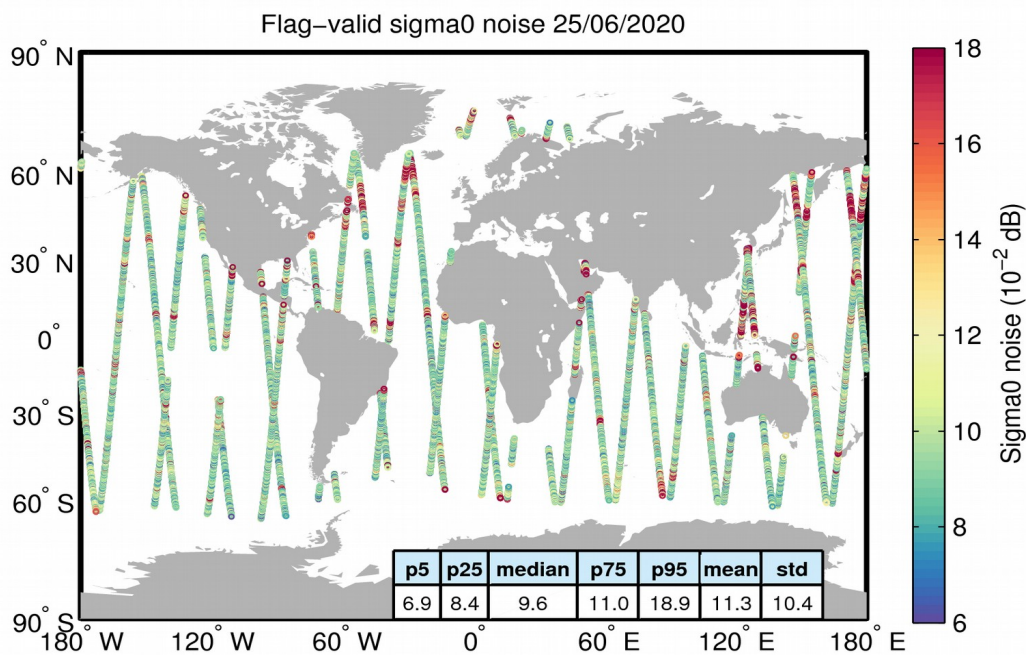 Flag−valid sigma0 noise 25/06/2020
90° N
60° N
30° N
0°
30° S
60° S
90° S
180° W
120° W
60° W
0°
60° E
120° E
180° E
p5 p25 median p75 p95 mean std
6.9 8.4 9.6 11.0 18.9 11.3 10.4
18
16
14
12
10
8
6
Sigma0 noise (10⁻² dB)